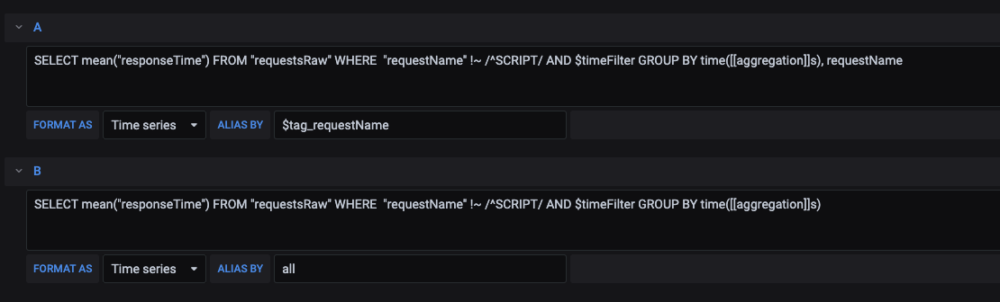 A
SELECT mean("responseTime") FROM "requestsRaw" WHERE  "requestName" !~ /^SCRIPT/ AND $timeFilter GROUP BY time([[aggregation]]s), requestName
FORMAT AS Time series ALIAS BY $tag_requestName
B
SELECT mean("responseTime") FROM "requestsRaw" WHERE  "requestName" !~ /^SCRIPT/ AND $timeFilter GROUP BY time([[aggregation]]s)
FORMAT AS Time series ALIAS BY all